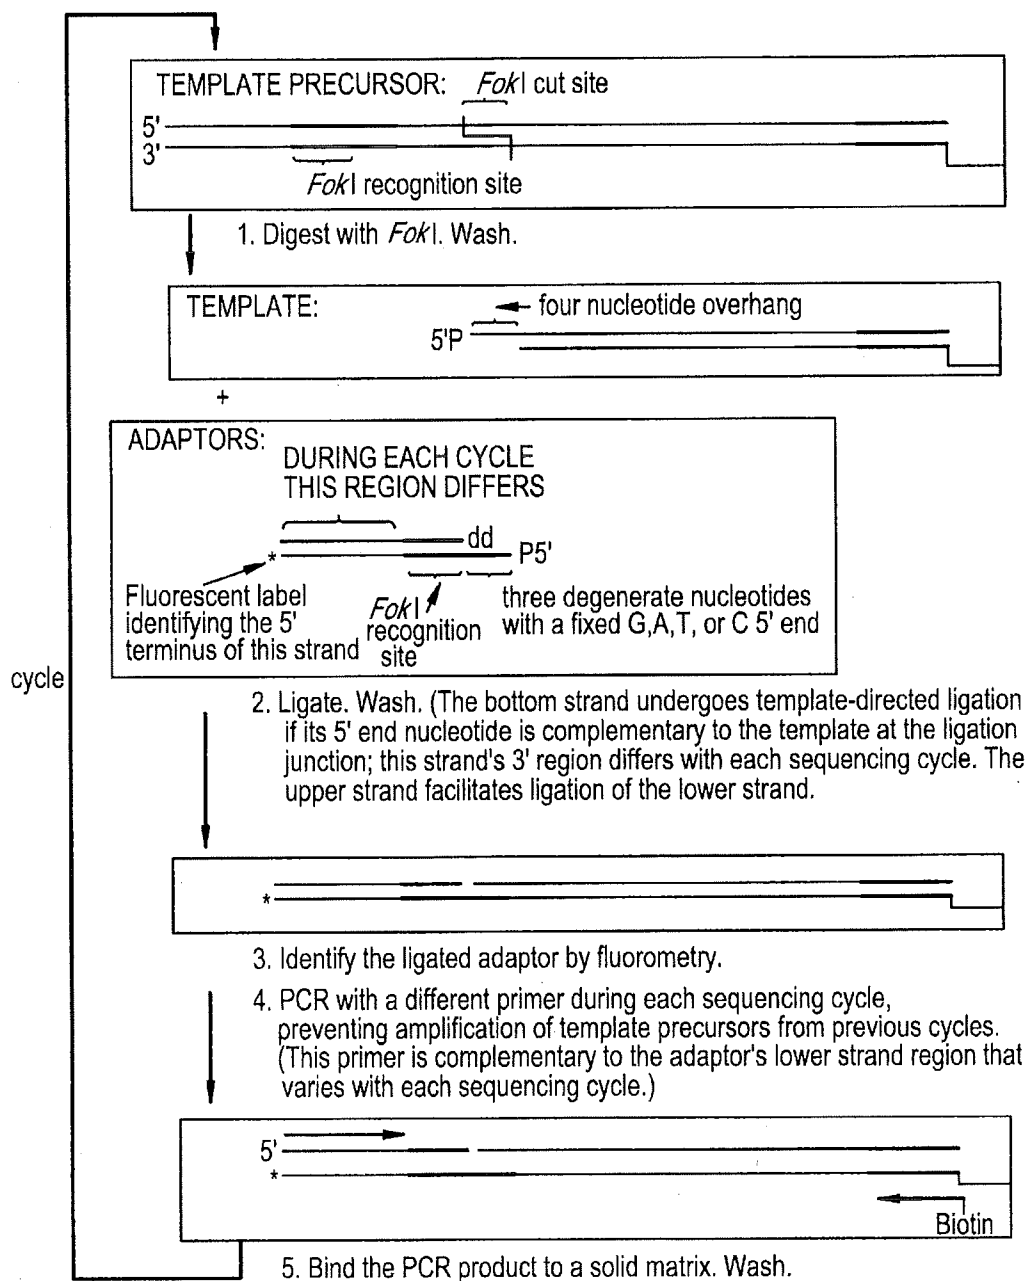 TEMPLATE PRECURSOR: FokI cut site
5'
3'
FokI recognition site
1. Digest with FokI. Wash.
TEMPLATE:
four nucleotide overhang
5'P
+
ADAPTORS:
DURING EACH CYCLE
THIS REGION DIFFERS
dd
* P5'
Fluorescent label
identifying the 5'
terminus of this strand
FokI
recognition
site
three degenerate nucleotides
with a fixed G,A,T, or C 5' end
cycle
2. Ligate. Wash. (The bottom strand undergoes template-directed ligation
if its 5' end nucleotide is complementary to the template at the ligation
junction; this strand's 3' region differs with each sequencing cycle. The
upper strand facilitates ligation of the lower strand.
*
3. Identify the ligated adaptor by fluorometry.
4. PCR with a different primer during each sequencing cycle,
preventing amplification of template precursors from previous cycles.
(This primer is complementary to the adaptor's lower strand region that
varies with each sequencing cycle.)
5'
*
Biotin
5. Bind the PCR product to a solid matrix. Wash.